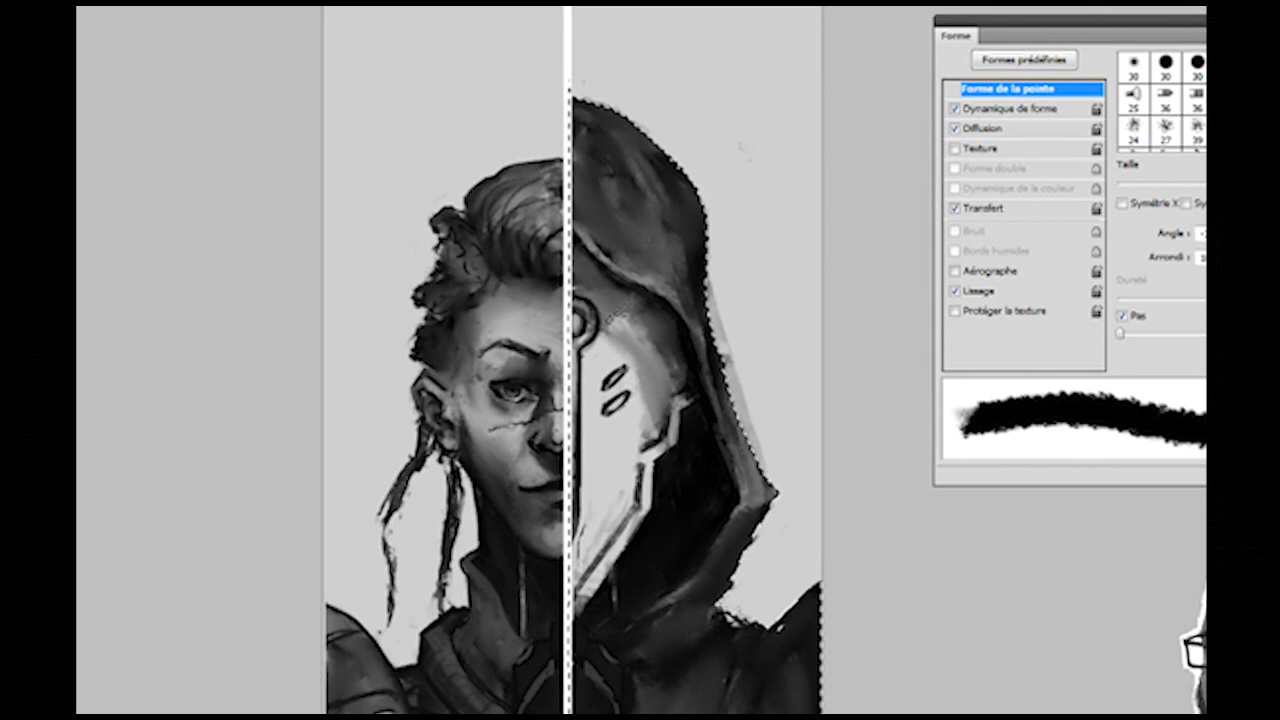 Forme
Formes prédéfinies
Forme de la pointe
Dynamique de forme
Diffusion
Texture
Forme double
Dynamique de la couleur
Transfert
Bruit
Bords humides
Aérographe
Lissage
Protéger la texture
30 30 30
25 36 36
24 27 39
Taille
Symétrie X Sy
Angle :
Arrondi :
Dureté
Pas